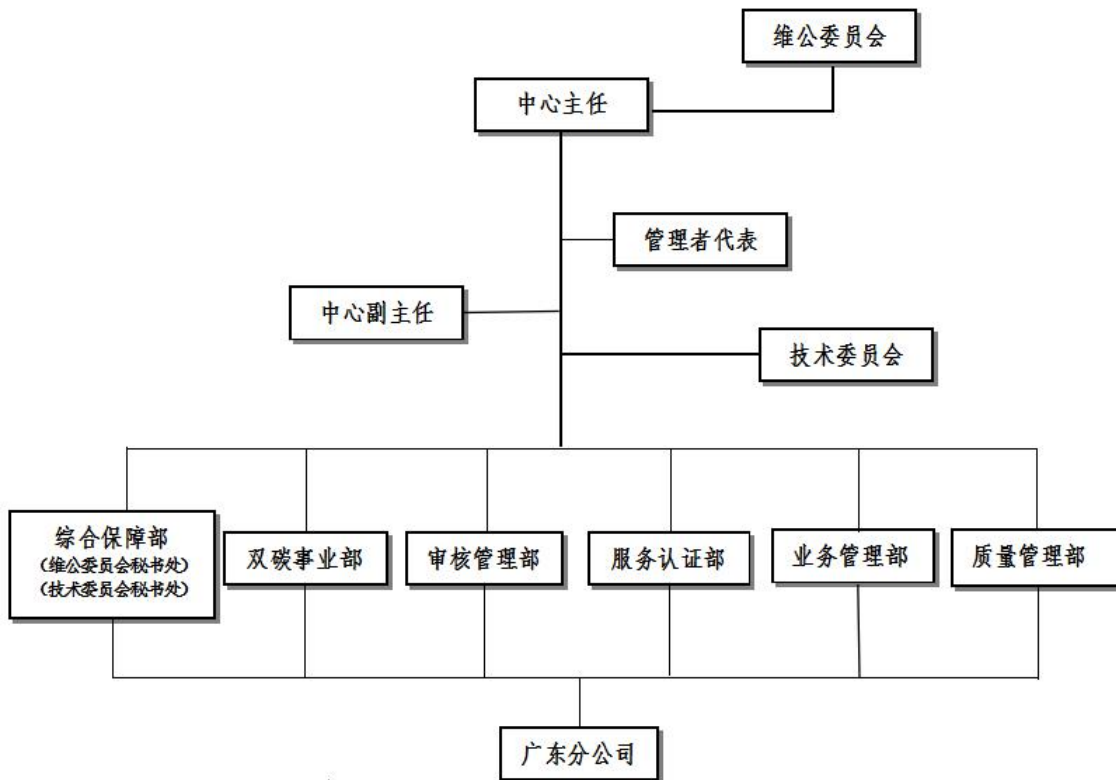 维公委员会
中心主任
管理者代表
中心副主任
技术委员会
综合保障部
（维公委员会秘书处）
（技术委员会秘书处）
双碳事业部
审核管理部
服务认证部
业务管理部
质量管理部
广东分公司